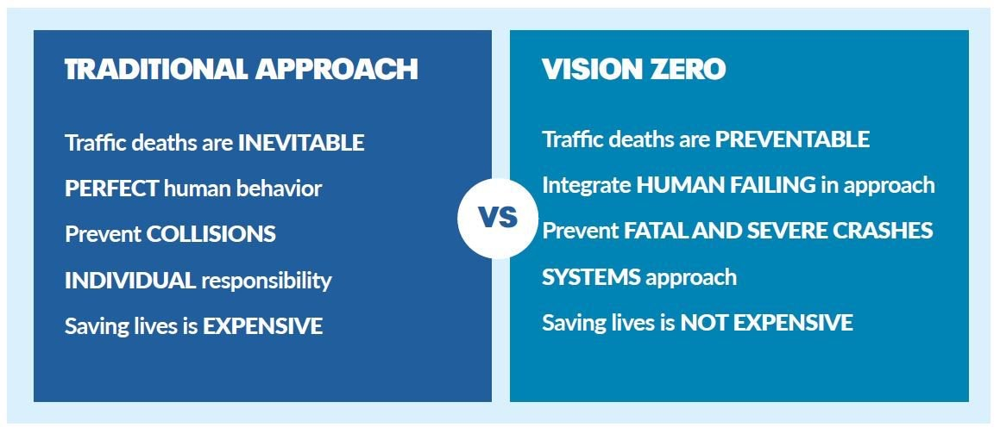 TRADITIONAL APPROACH
Traffic deaths are INEVITABLE
PERFECT human behavior
Prevent COLLISIONS
INDIVIDUAL responsibility
Saving lives is EXPENSIVE
VS
VISION ZERO
Traffic deaths are PREVENTABLE
Integrate HUMAN FAILING in approach
Prevent FATAL AND SEVERE CRASHES
SYSTEMS approach
Saving lives is NOT EXPENSIVE